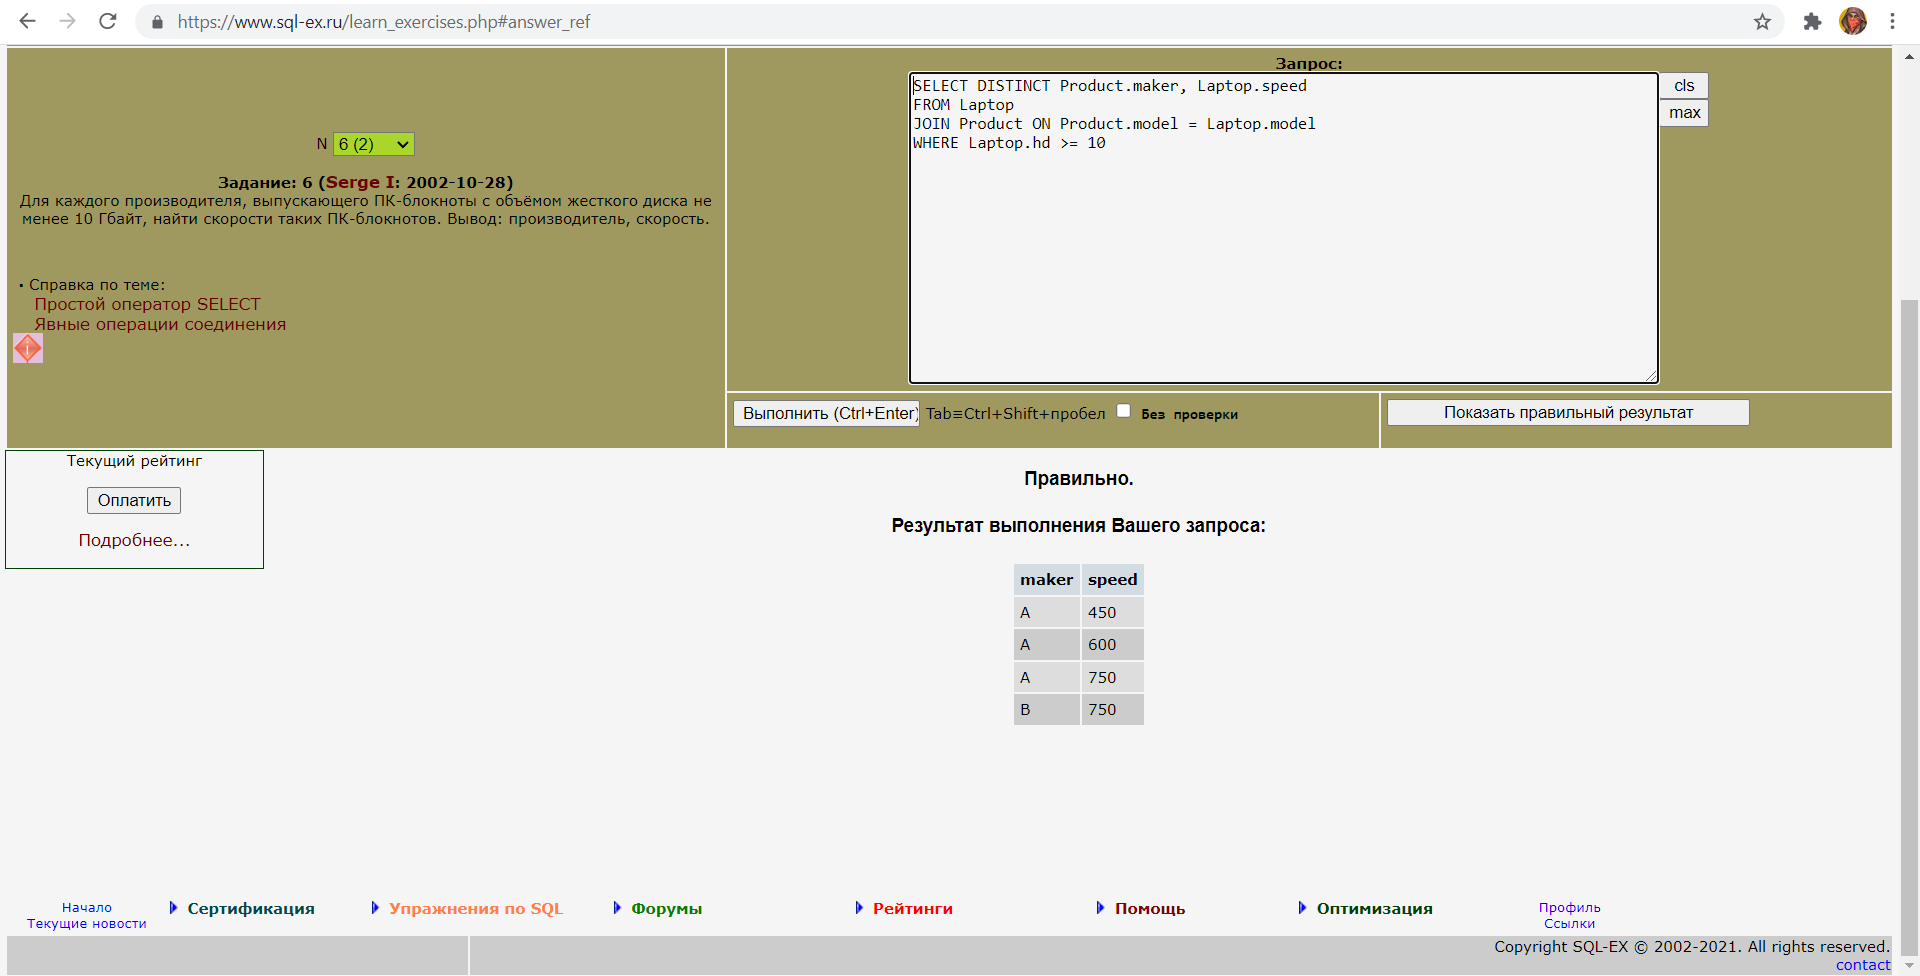 https://www.sql-ex.ru/learn_exercises.php#answer_ref
N 6 (2)
Задание: 6 (Serge I: 2002-10-28)
Для каждого производителя, выпускающего ПК-блокноты c объёмом жесткого диска не
менее 10 Гбайт, найти скорости таких ПК-блокнотов. Вывод: производитель, скорость.
• Справка по теме:
Простой оператор SELECT
Явные операции соединения
Запрос:
SELECT DISTINCT Product.maker, Laptop.speed
FROM Laptop
JOIN Product ON Product.model = Laptop.model
WHERE Laptop.hd >= 10
cls
max
Выполнить (Ctrl+Enter) Tab≡Ctrl+Shift+пробел Без проверки
Показать правильный результат
Текущий рейтинг
Оплатить
Подробнее...
Правильно.
Результат выполнения Вашего запроса:
maker speed
A 450
A 600
A 750
B 750
Начало
Текущие новости
Сертификация
Упражнения по SQL
Форумы
Рейтинги
Помощь
Оптимизация
Профиль
Ссылки
Copyright SQL-EX © 2002-2021. All rights reserved.
contact